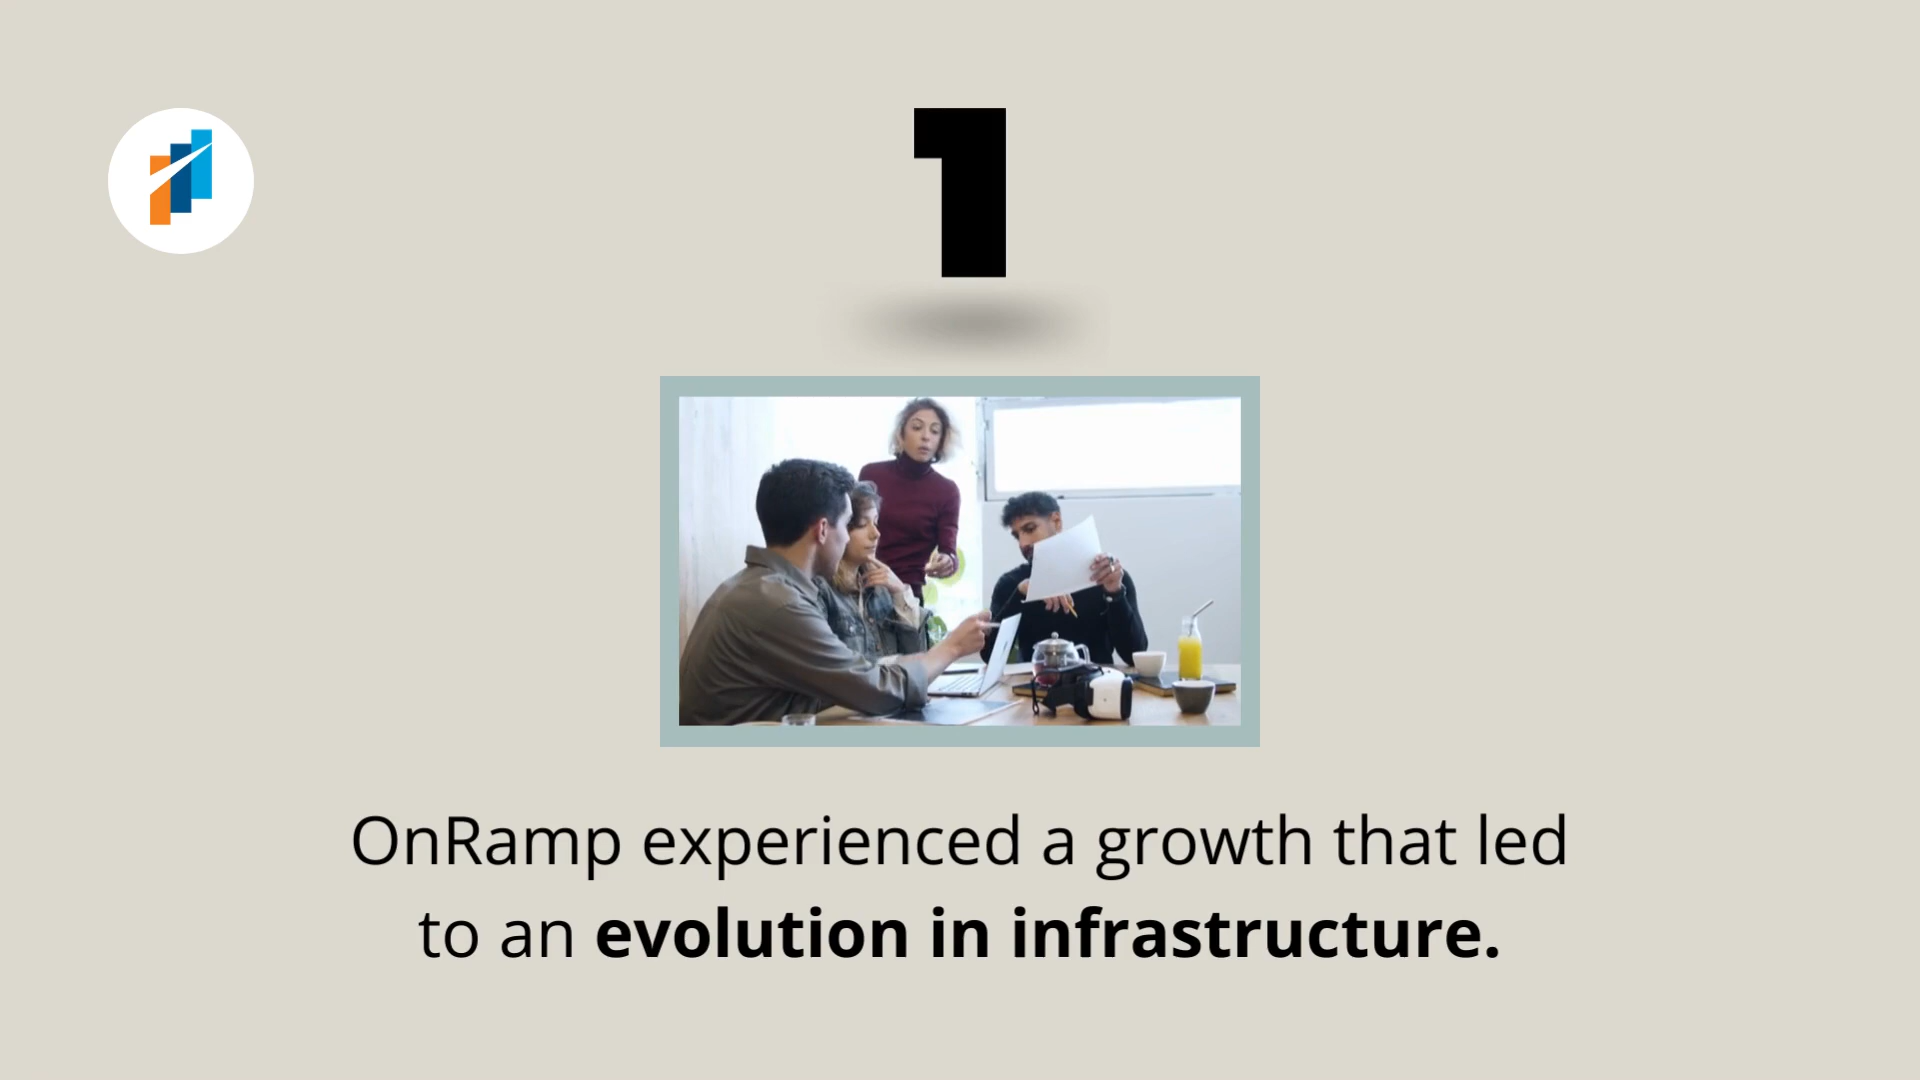 1
OnRamp experienced a growth that led
to an evolution in infrastructure.